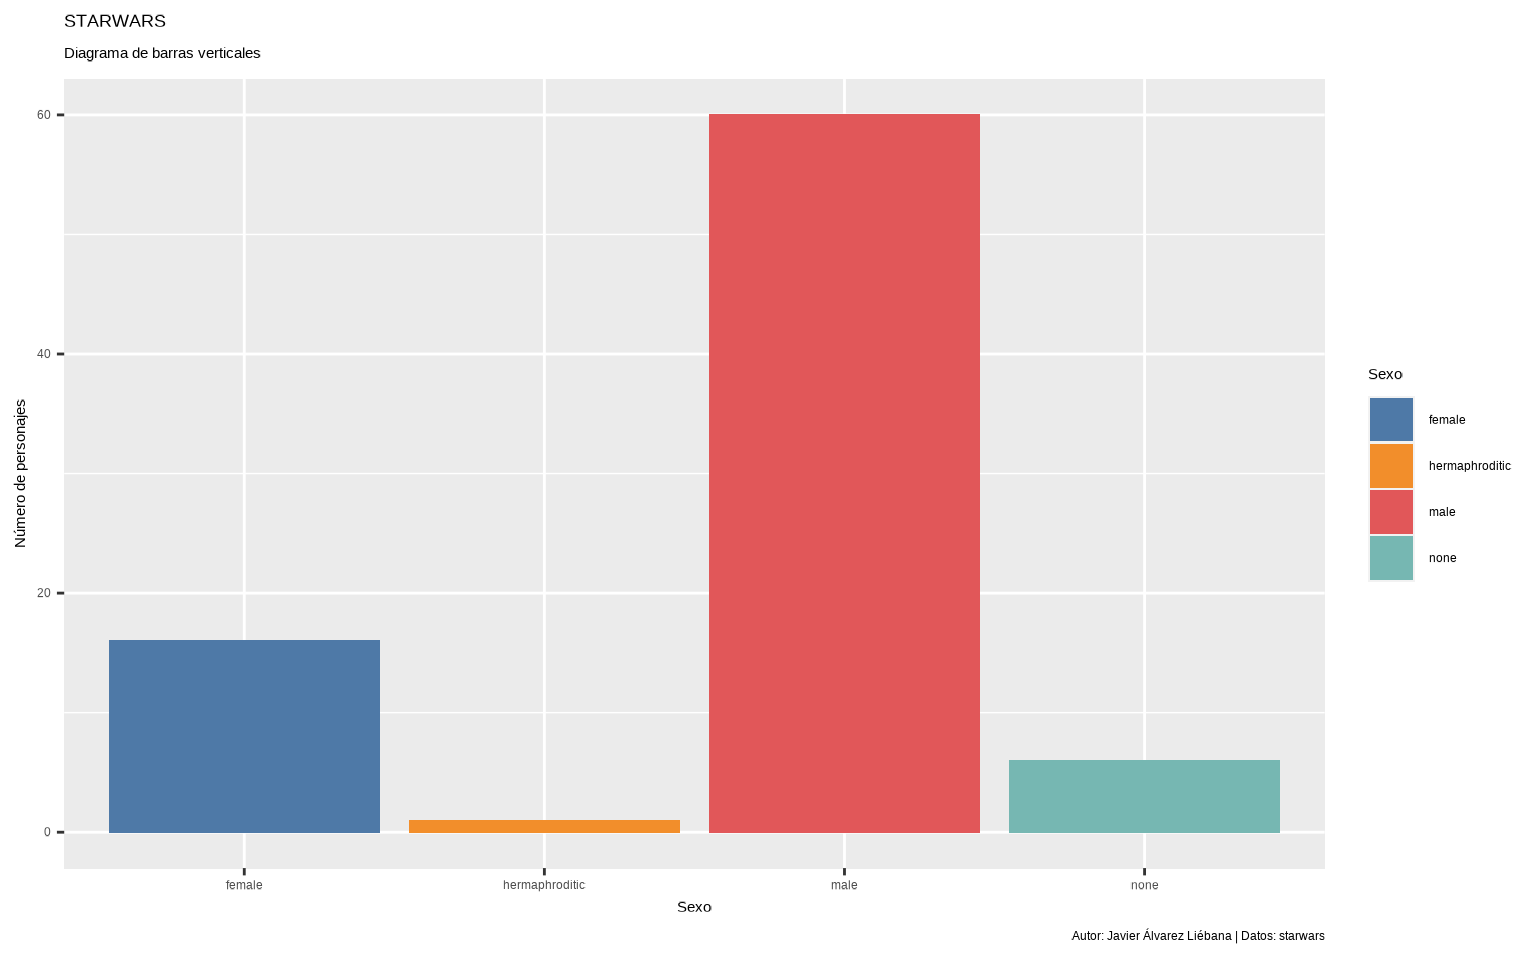 STARWARS
Diagrama de barras verticales
Número de personajes
60
40
20
0
female
hermaphroditic
male
none
Sexo
Sexo
female
hermaphroditic
male
none
Autor: Javier Álvarez Liébana | Datos: starwars